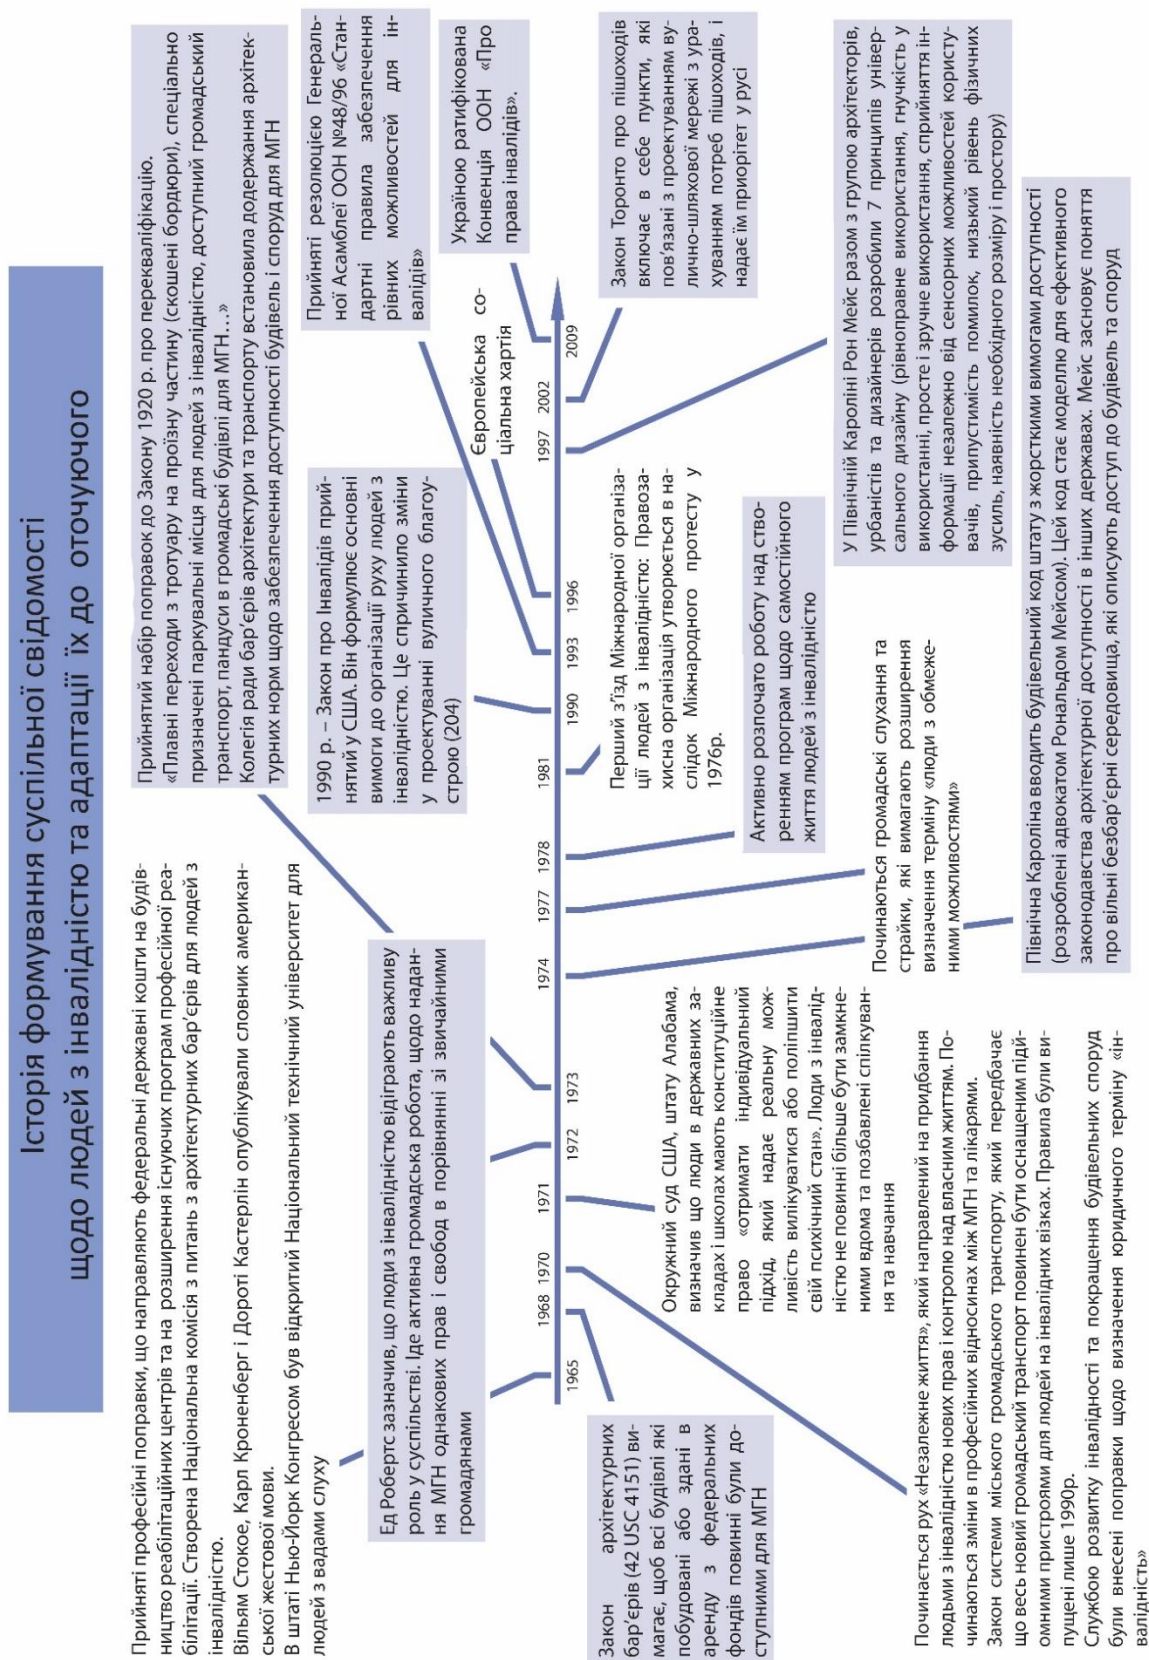 Історія формування суспільної свідомості
щодо людей з інвалідністю та адаптації їх до оточуючого
Прийняті професійні поправки, що направляють федеральні державні кошти на будів-
ництво реабілітаційних центрів та на розширення існуючих програм професійної реа-
білітації. Створена Національна комісія з питань з архітектурних бар'єрів для людей з
інвалідністю.
Вільям Стокое, Карл Кроненберг і Дороті Кастерлін опублікували словник американ-
ської жестової мови.
В штаті Нью-Йорк Конгресом був відкритий Національний технічний університет для
людей з вадами слуху
Прийнятий набір поправок до Закону 1920 р. про перекваліфікацію.
«Плавні переходи з тротуару на проїзну частину (скошені бордюри), спеціально
призначені паркувальні місця для людей з інвалідністю, доступний громадський
транспорт, пандуси в громадські будівлі для МГН...»
Колегія ради бар'єрів архітектури та транспорту встановила додержання архітек-
турних норм щодо забезпечення доступності будівель і споруд для МГН
Ед Робертс зазначив, що люди з інвалідністю відіграють важливу
роль у суспільстві. Іде активна громадська робота, щодо надан-
ня МГН однакових прав і свобод в порівнянні зі звичайними
громадянами
1990 р. – Закон про Інвалідів прий-
нятий у США. Він формулює основні
вимоги до організації руху людей з
інвалідністю. Це спричинило зміни
у проектуванні вуличного благоу-
строю (204)
Прийняті резолюцією Генераль-
ної Асамблеї ООН №48/96 «Стан-
дартні правила забезпечення
рівних можливостей для ін-
валідів»
Європейська со-
ціальна хартія
Україною ратифікована
Конвенція ООН «Про
права інвалідів».
1965
1968
1970
1971
1972
1973
1974
1977
1978
1981
1990
1993
1996
1997
2002
2009
Закон архітектурних
бар'єрів (42 USC 4151) ви-
магає, щоб всі будівлі які
побудовані або здані в
аренду з федеральних
фондів повинні були до-
ступними для МГН
Окружний суд США, штату Алабама,
визначив що люди в державних за-
кладах і школах мають конституційне
право «отримати індивідуальний
підхід, який надає реальну мож-
ливість вилікуватися або поліпшити
свій психічний стан». Люди з інвалід-
ністю не повинні більше бути замкне-
ними вдома та позбавлені спілкуван-
ня та навчання
Перший з'їзд Міжнародної організа-
ції людей з інвалідністю: Правоза-
хисна організація утворюється в на-
слідок Міжнародного протесту у
1976р.
Закон Торонто про пішоходів
включає в себе пункти, які
пов'язані з проектуванням ву-
лично-шляхової мережі з ура-
хуванням потреб пішоходів, і
надає їм приорітет у русі
Активно розпочато роботу над ство-
ренням програм щодо самостійного
життя людей з інвалідністю
Починаються громадські слухання та
страйки, які вимагають розширення
визначення терміну «люди з обмеже-
ними можливостями»
У Північній Кароліні Рон Мейс разом з групою архітекторів,
урбаністів та дизайнерів розробили 7 принципів універ-
сального дизайну (рівноправне використання, гнучкість у
використанні, просте і зручне використання, сприйняття ін-
формації незалежно від сенсорних можливостей користу-
вачів, припустимість помилок, низький рівень фізичних
зусиль, наявність необхідного розміру і простору)
Починається рух «Незалежне життя», який направлений на придбання
людьми з інвалідністю нових прав і контролю над власним життям. По-
чинаються зміни в професійних відносинах між МГН та лікарями.
Закон системи міського громадського транспорту, який передбачає
що весь новий громадський транспорт повинен бути оснащеним підй
омними пристроями для людей на інвалідних візках. Правила були ви-
пущені лише 1990р.
Службою розвитку інвалідності та покращення будівельних споруд
були внесені поправки щодо визначення юридичного терміну «ін-
валідність»
Північна Кароліна вводить будівельний код штату з жорсткими вимогами доступності
(розроблені адвокатом Рональдом Мейсом). Цей код стає моделлю для ефективного
законодавства архітектурної доступності в інших державах. Мейс засновує поняття
про вільні безбар'єрні середовища, які описують доступ до будівель та споруд